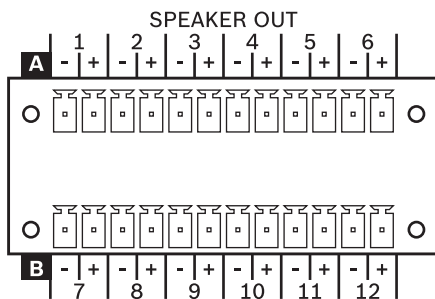 SPEAKER OUT
1 2 3 4 5 6
A - + - + - + - + - + - +
B - + - + - + - + - + - +
7 8 9 10 11 12